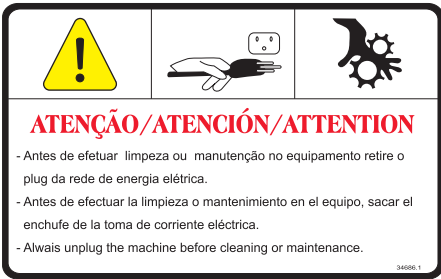 ATENÇÃO/ATENCIÓN/ATTENTION
- Antes de efetuar limpeza ou manutenção no equipamento retire o
plug da rede de energia elétrica.
- Antes de efectuar la limpieza o mantenimiento en el equipo, sacar el
enchufe de la toma de corriente eléctrica.
- Alwais unplug the machine before cleaning or maintenance.
34686.1